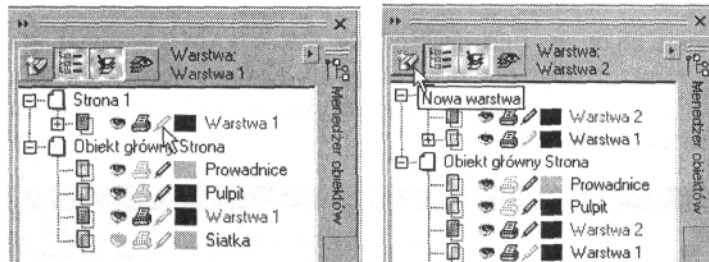 Warstwa:
Warstwa 1
Strona 1
Warstwa 1
Obiekt główny Strona
Prowadnice
Pulpit
Warstwa 1
Siatka
Menedżer obiektów
Warstwa:
Warstwa 2
Nowa warstwa
Warstwa 2
Warstwa 1
Obiekt główny Strona
Prowadnice
Pulpit
Warstwa 2
Warstwa 1
Menedżer obiektów